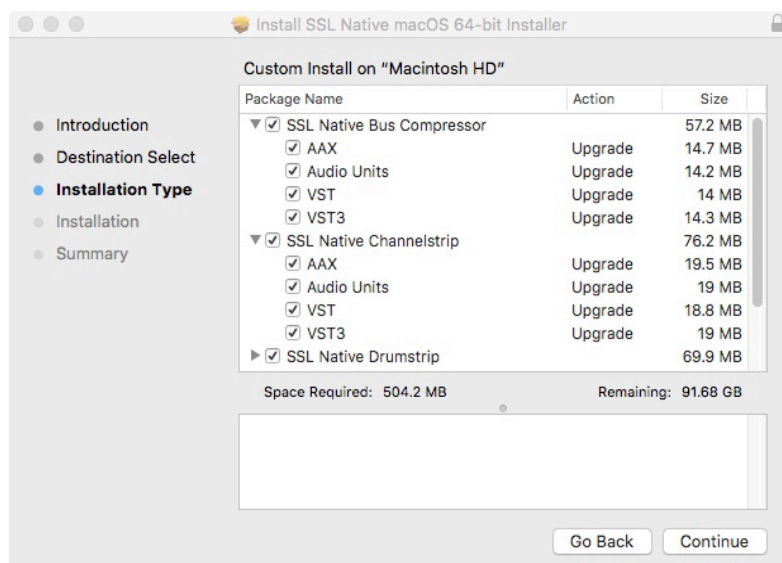 Install SSL Native macOS 64-bit Installer
Custom Install on “Macintosh HD”
Introduction
Destination Select
Installation Type
Installation
Summary
Package Name Action Size
SSL Native Bus Compressor 57.2 MB
AAX Upgrade 14.7 MB
Audio Units Upgrade 14.2 MB
VST Upgrade 14 MB
VST3 Upgrade 14.3 MB
SSL Native Channelstrip 76.2 MB
AAX Upgrade 19.5 MB
Audio Units Upgrade 19 MB
VST Upgrade 18.8 MB
VST3 Upgrade 19 MB
SSL Native Drumstrip 69.9 MB
Space Required: 504.2 MB Remaining: 91.68 GB
Go Back Continue